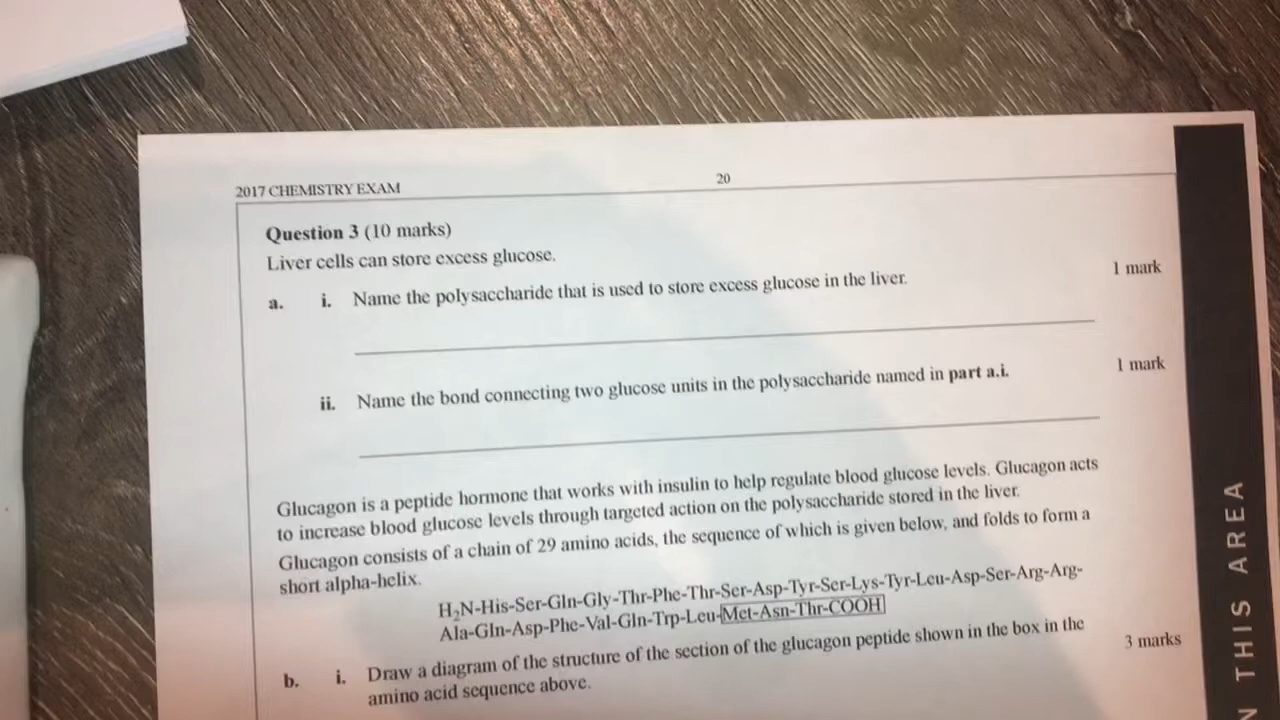 2017 CHEMISTRY EXAM
20
Question 3 (10 marks)
Liver cells can store excess glucose.
a. i. Name the polysaccharide that is used to store excess glucose in the liver. 1 mark
ii. Name the bond connecting two glucose units in the polysaccharide named in part a.i. 1 mark
Glucagon is a peptide hormone that works with insulin to help regulate blood glucose levels. Glucagon acts
to increase blood glucose levels through targeted action on the polysaccharide stored in the liver.
Glucagon consists of a chain of 29 amino acids, the sequence of which is given below, and folds to form a
short alpha-helix.
H₂N-His-Ser-Gln-Gly-Thr-Phe-Thr-Ser-Asp-Tyr-Ser-Lys-Tyr-Leu-Asp-Ser-Arg-Arg-
Ala-Gln-Asp-Phe-Val-Gln-Trp-Leu-Met-Asn-Thr-COOH
b. i. Draw a diagram of the structure of the section of the glucagon peptide shown in the box in the 3 marks
amino acid sequence above.
THIS AREA